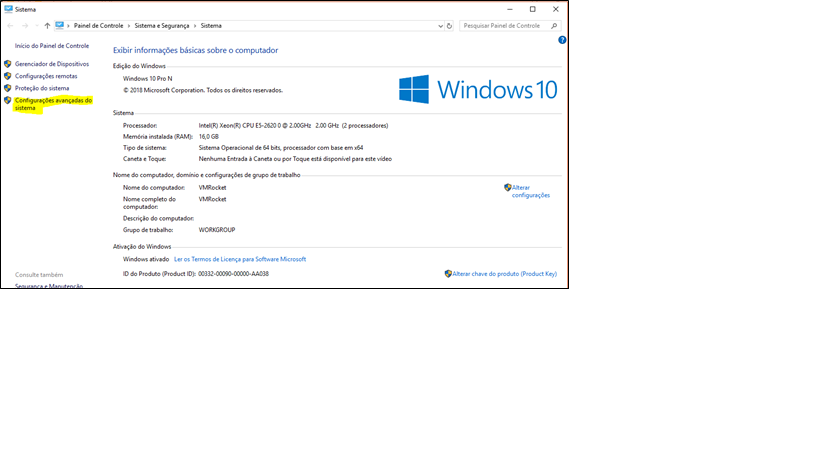 Sistema
Painel de Controle > Sistema e Segurança > Sistema
Pesquisar Painel de Controle
Início do Painel de Controle
Gerenciador de Dispositivos
Configurações remotas
Proteção do sistema
Configurações avançadas do
sistema
Exibir informações básicas sobre o computador
Edição do Windows
Windows 10 Pro N
© 2018 Microsoft Corporation. Todos os direitos reservados.
Windows 10
Sistema
Processador: Intel(R) Xeon(R) CPU E5-2620 0 @ 2.00GHz 2.00 GHz (2 processadores)
Memória instalada (RAM): 16,0 GB
Tipo de sistema: Sistema Operacional de 64 bits, processador com base em x64
Caneta e Toque: Nenhuma Entrada à Caneta ou por Toque está disponível para este vídeo
Nome do computador, domínio e configurações de grupo de trabalho
Nome do computador: VMRocket
Alterar
configurações
Nome completo do
computador: VMRocket
Descrição do computador:
Grupo de trabalho: WORKGROUP
Ativação do Windows
Windows ativado Ler os Termos de Licença para Software Microsoft
ID do Produto (Product ID): 00332-00090-00000-AA038
Alterar chave do produto (Product Key)
Consulte também
Segurança e Manutenção